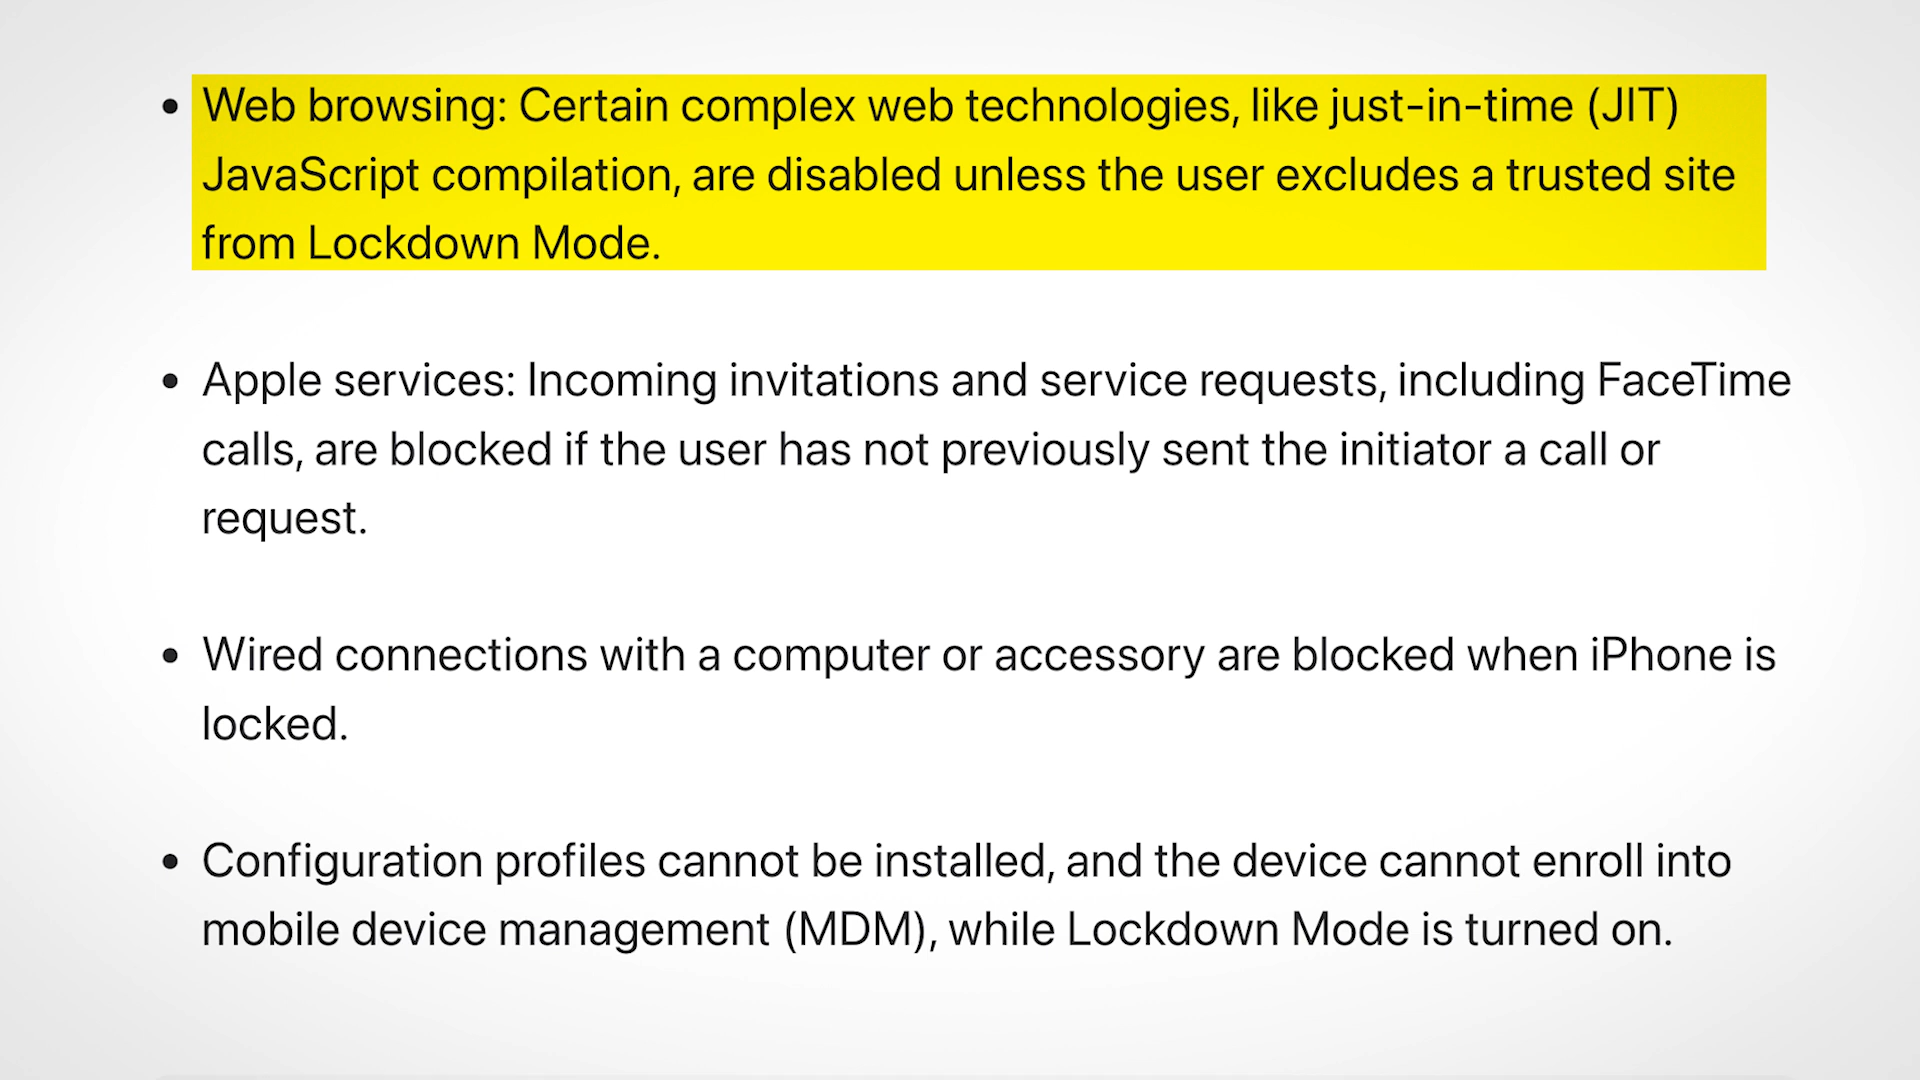 • Web browsing: Certain complex web technologies, like just-in-time (JIT)
JavaScript compilation, are disabled unless the user excludes a trusted site
from Lockdown Mode.
• Apple services: Incoming invitations and service requests, including FaceTime
calls, are blocked if the user has not previously sent the initiator a call or
request.
• Wired connections with a computer or accessory are blocked when iPhone is
locked.
• Configuration profiles cannot be installed, and the device cannot enroll into
mobile device management (MDM), while Lockdown Mode is turned on.